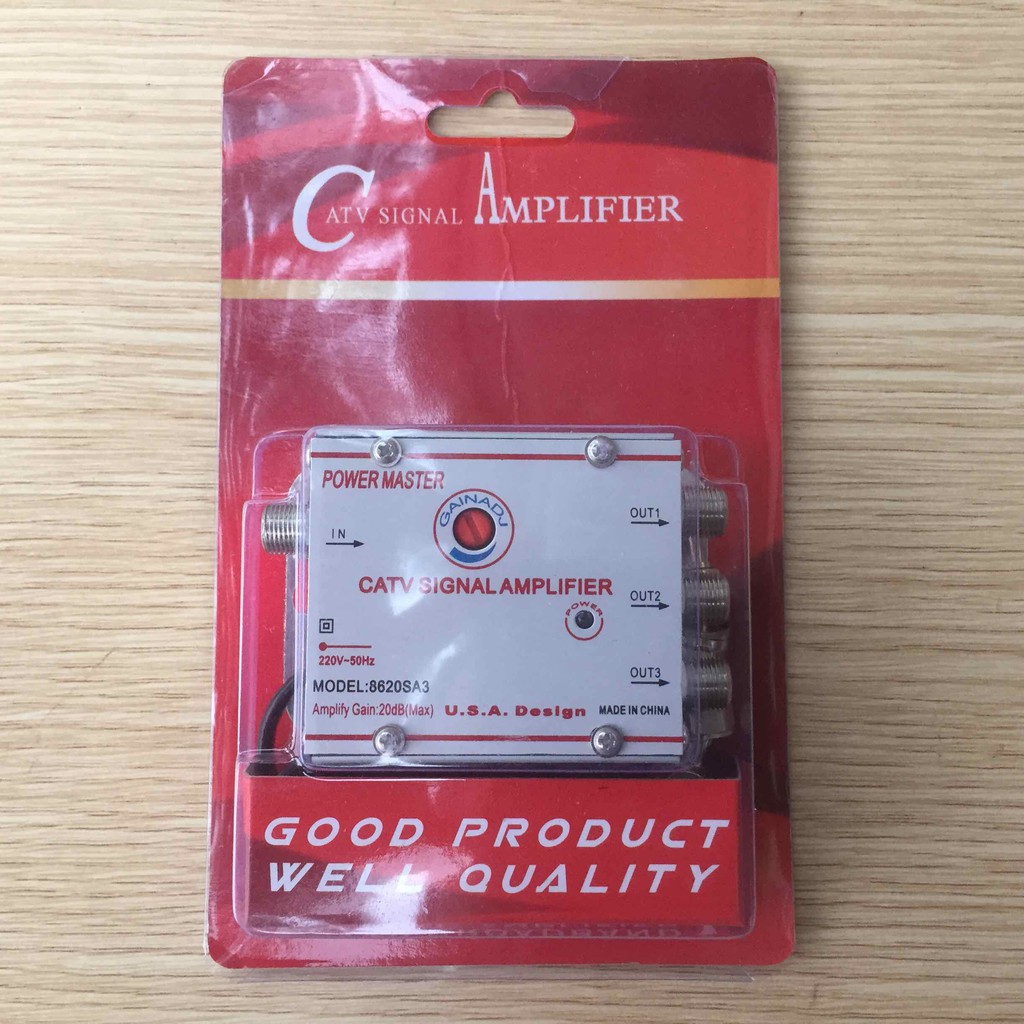 CATV SIGNAL AMPLIFIER
POWER MASTER
GAINADJ
IN
OUT1
CATV SIGNAL AMPLIFIER
OUT2
POWER
220V~50Hz
OUT3
MODEL:8620SA3
Amplify Gain:20dB(Max) U.S.A. Design MADE IN CHINA
GOOD PRODUCT
WELL QUALITY